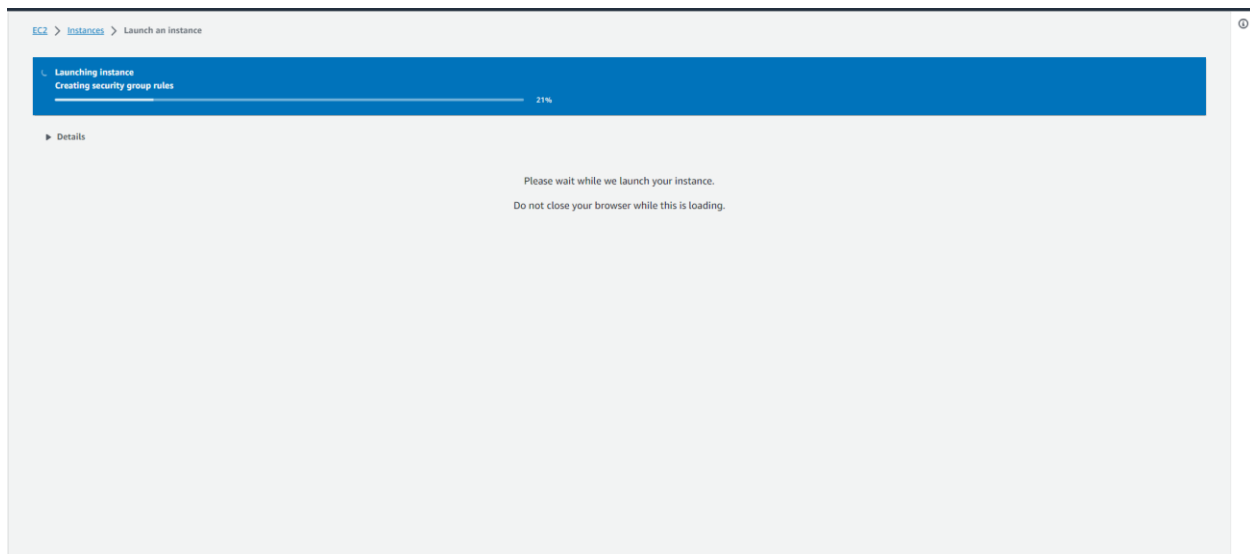 EC2 > Instances > Launch an instance
Launching instance
Creating security group rules
21%
Details
Please wait while we launch your instance.
Do not close your browser while this is loading.